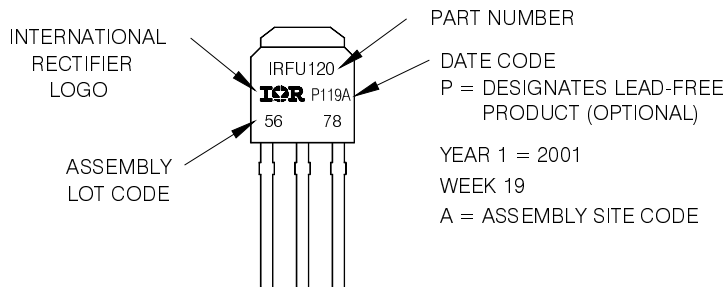 INTERNATIONAL
RECTIFIER
LOGO
ASSEMBLY
LOT CODE
IRFU120
IOR P119A
56 78
PART NUMBER
DATE CODE
P = DESIGNATES LEAD-FREE
PRODUCT (OPTIONAL)
YEAR 1 = 2001
WEEK 19
A = ASSEMBLY SITE CODE